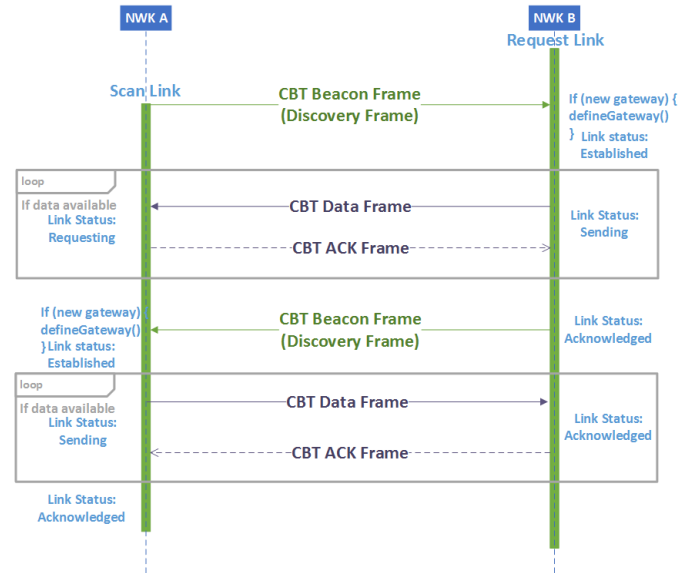 NWK A
NWK B
Request Link
Scan Link
CBT Beacon Frame
(Discovery Frame)
If (new gateway) {
defineGateway()
} Link status:
Established
loop
If data available
Link Status:
Requesting
CBT Data Frame
Link Status:
Sending
CBT ACK Frame
If (new gateway) {
defineGateway()
} Link status:
Established
CBT Beacon Frame
(Discovery Frame)
Link Status:
Acknowledged
loop
If data available
Link Status:
Sending
CBT Data Frame
Link Status:
Acknowledged
CBT ACK Frame
Link Status:
Acknowledged